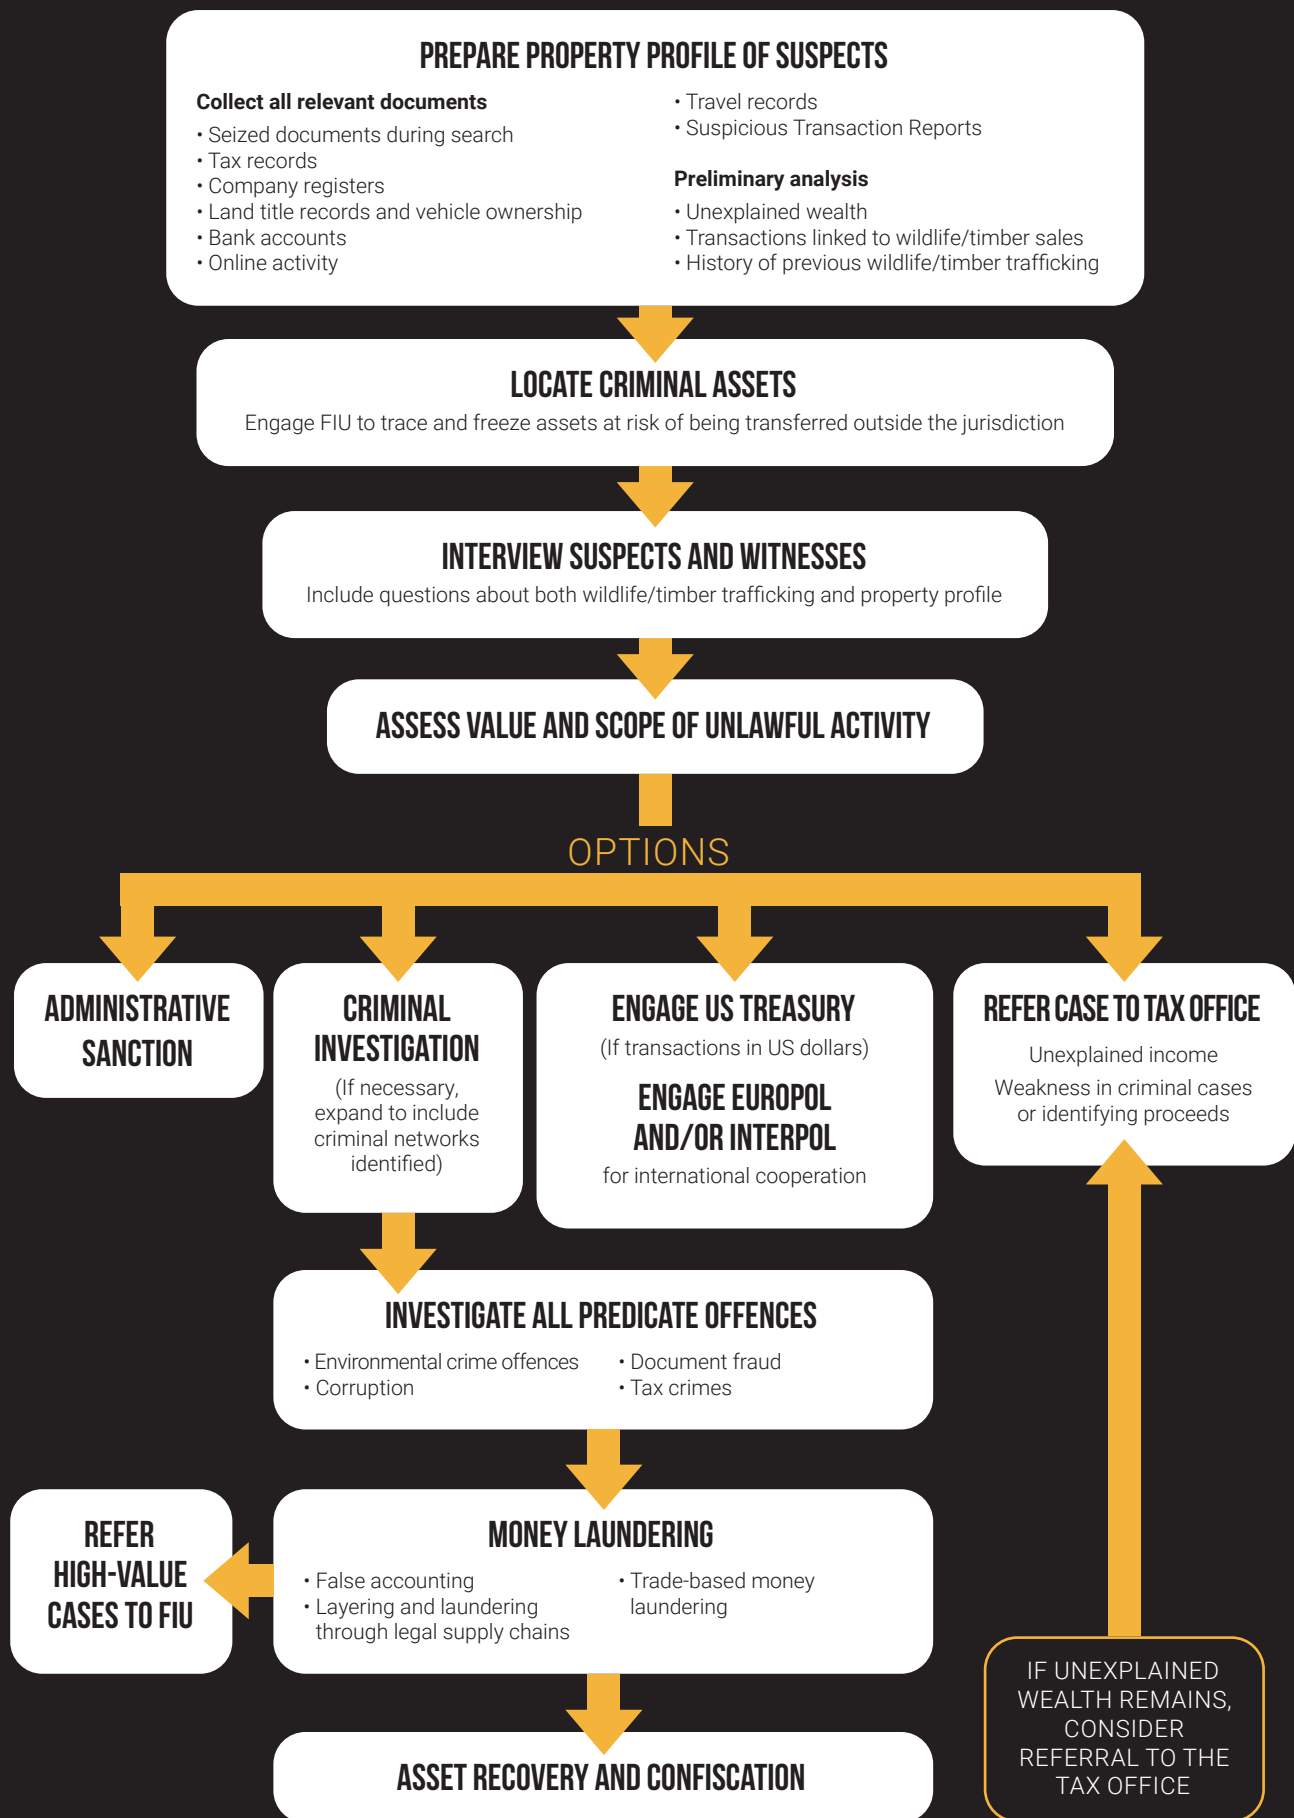 PREPARE PROPERTY PROFILE OF SUSPECTS
Collect all relevant documents
• Seized documents during search
• Tax records
• Company registers
• Land title records and vehicle ownership
• Bank accounts
• Online activity
• Travel records
• Suspicious Transaction Reports
Preliminary analysis
• Unexplained wealth
• Transactions linked to wildlife/timber sales
• History of previous wildlife/timber trafficking
LOCATE CRIMINAL ASSETS
Engage FIU to trace and freeze assets at risk of being transferred outside the jurisdiction
INTERVIEW SUSPECTS AND WITNESSES
Include questions about both wildlife/timber trafficking and property profile
ASSESS VALUE AND SCOPE OF UNLAWFUL ACTIVITY
OPTIONS
ADMINISTRATIVE
SANCTION
CRIMINAL
INVESTIGATION
(If necessary,
expand to include
criminal networks
identified)
ENGAGE US TREASURY
(If transactions in US dollars)
ENGAGE EUROPOL
AND/OR INTERPOL
for international cooperation
REFER CASE TO TAX OFFICE
Unexplained income
Weakness in criminal cases
or identifying proceeds
INVESTIGATE ALL PREDICATE OFFENCES
• Environmental crime offences
• Corruption
• Document fraud
• Tax crimes
REFER
HIGH-VALUE
CASES TO FIU
MONEY LAUNDERING
• False accounting
• Layering and laundering
through legal supply chains
• Trade-based money
laundering
IF UNEXPLAINED
WEALTH REMAINS,
CONSIDER
REFERRAL TO THE
TAX OFFICE
ASSET RECOVERY AND CONFISCATION